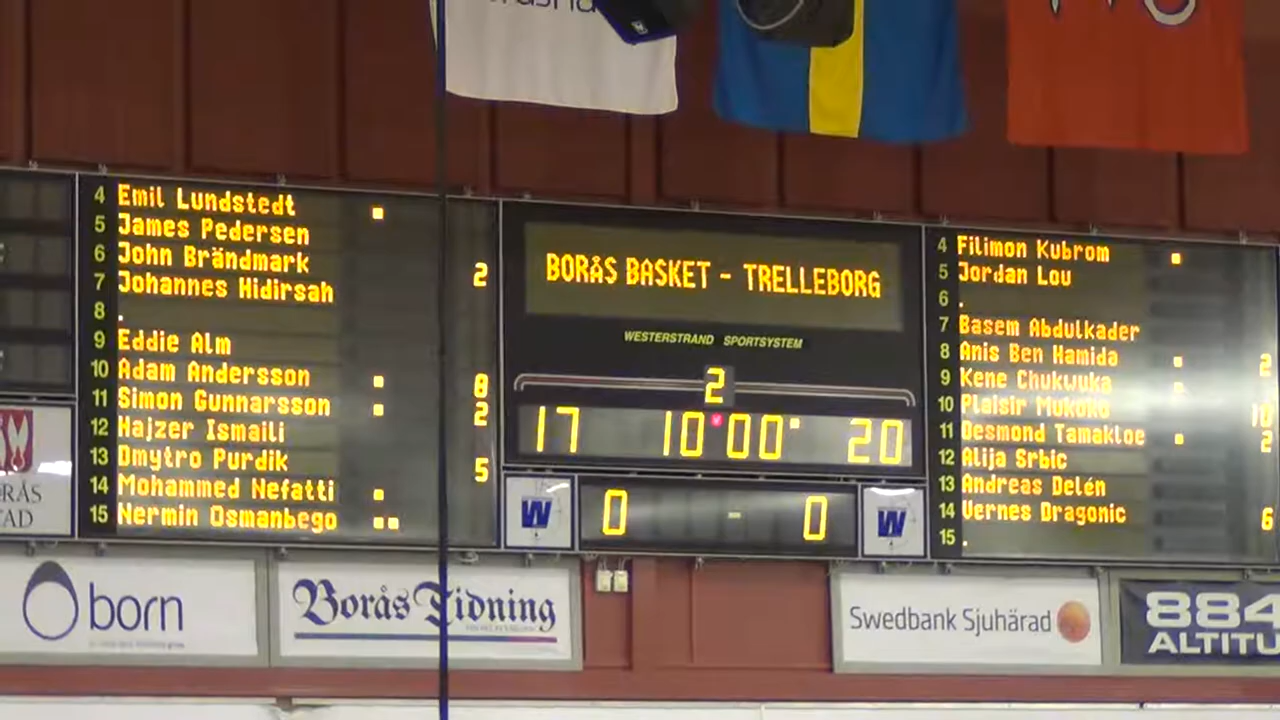 4 Emil Lundstedt
5 James Pedersen
6 John Brändmark
7 Johannes Hidirsah 2
8 .
9 Eddie Alm
10 Adam Andersson 8
11 Simon Gunnarsson 2
12 Hajzer Ismaili
13 Dmytro Purdik 5
14 Mohammed Nefatti
15 Nermin Osmanbego
BORÅS BASKET - TRELLEBORG
WESTERSTRAND SPORTSYSTEM
2
17 10:00 20
W 0 - 0 W
4 Filimon Kubrom
5 Jordan Lou
6 .
7 Basem Abdulkader
8 Anis Ben Hamida 2
9 Kene Chukwuka
10 Plaisir Mukoko 10
11 Desmond Tamakloe 2
12 Alija Srbic
13 Andreas Delén
14 Vernes Dragonic 6
15 .
RÅS
TAD
born
Borås Tidning
Swedbank Sjuhärad
884
ALTITU